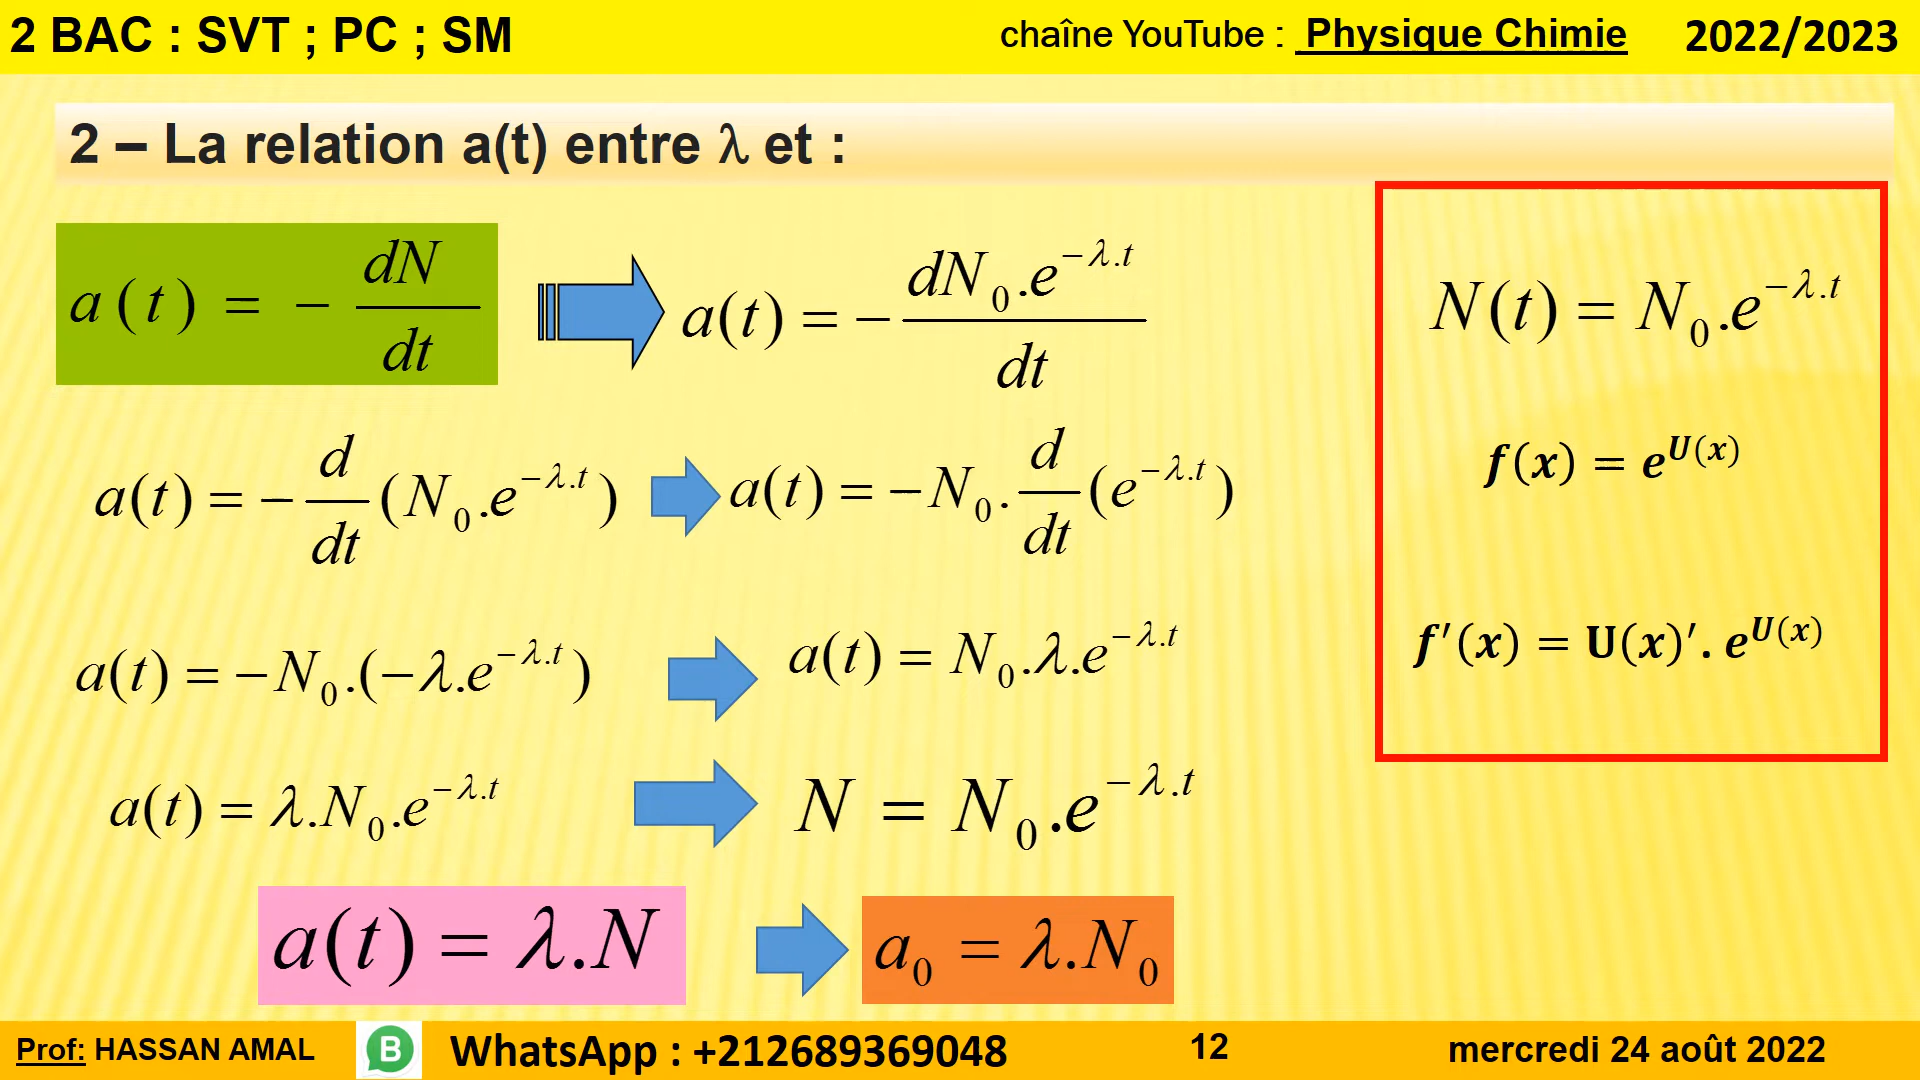 2 BAC : SVT ; PC ; SM chaîne YouTube : Physique Chimie 2022/2023
2 – La relation a(t) entre λ et :
a(t) = − dN/dt a(t) = − dN₀.e^(−λ.t)/dt
a(t) = − d/dt (N₀.e^(−λ.t)) a(t) = −N₀. d/dt (e^(−λ.t))
a(t) = −N₀.(−λ.e^(−λ.t)) a(t) = N₀.λ.e^(−λ.t)
a(t) = λ.N₀.e^(−λ.t) N = N₀.e^(−λ.t)
a(t) = λ.N a₀ = λ.N₀
N(t) = N₀.e^(−λ.t)
f(x) = e^(U(x))
f′(x) = U(x)′. e^(U(x))
Prof: HASSAN AMAL B WhatsApp : +212689369048 12 mercredi 24 août 2022